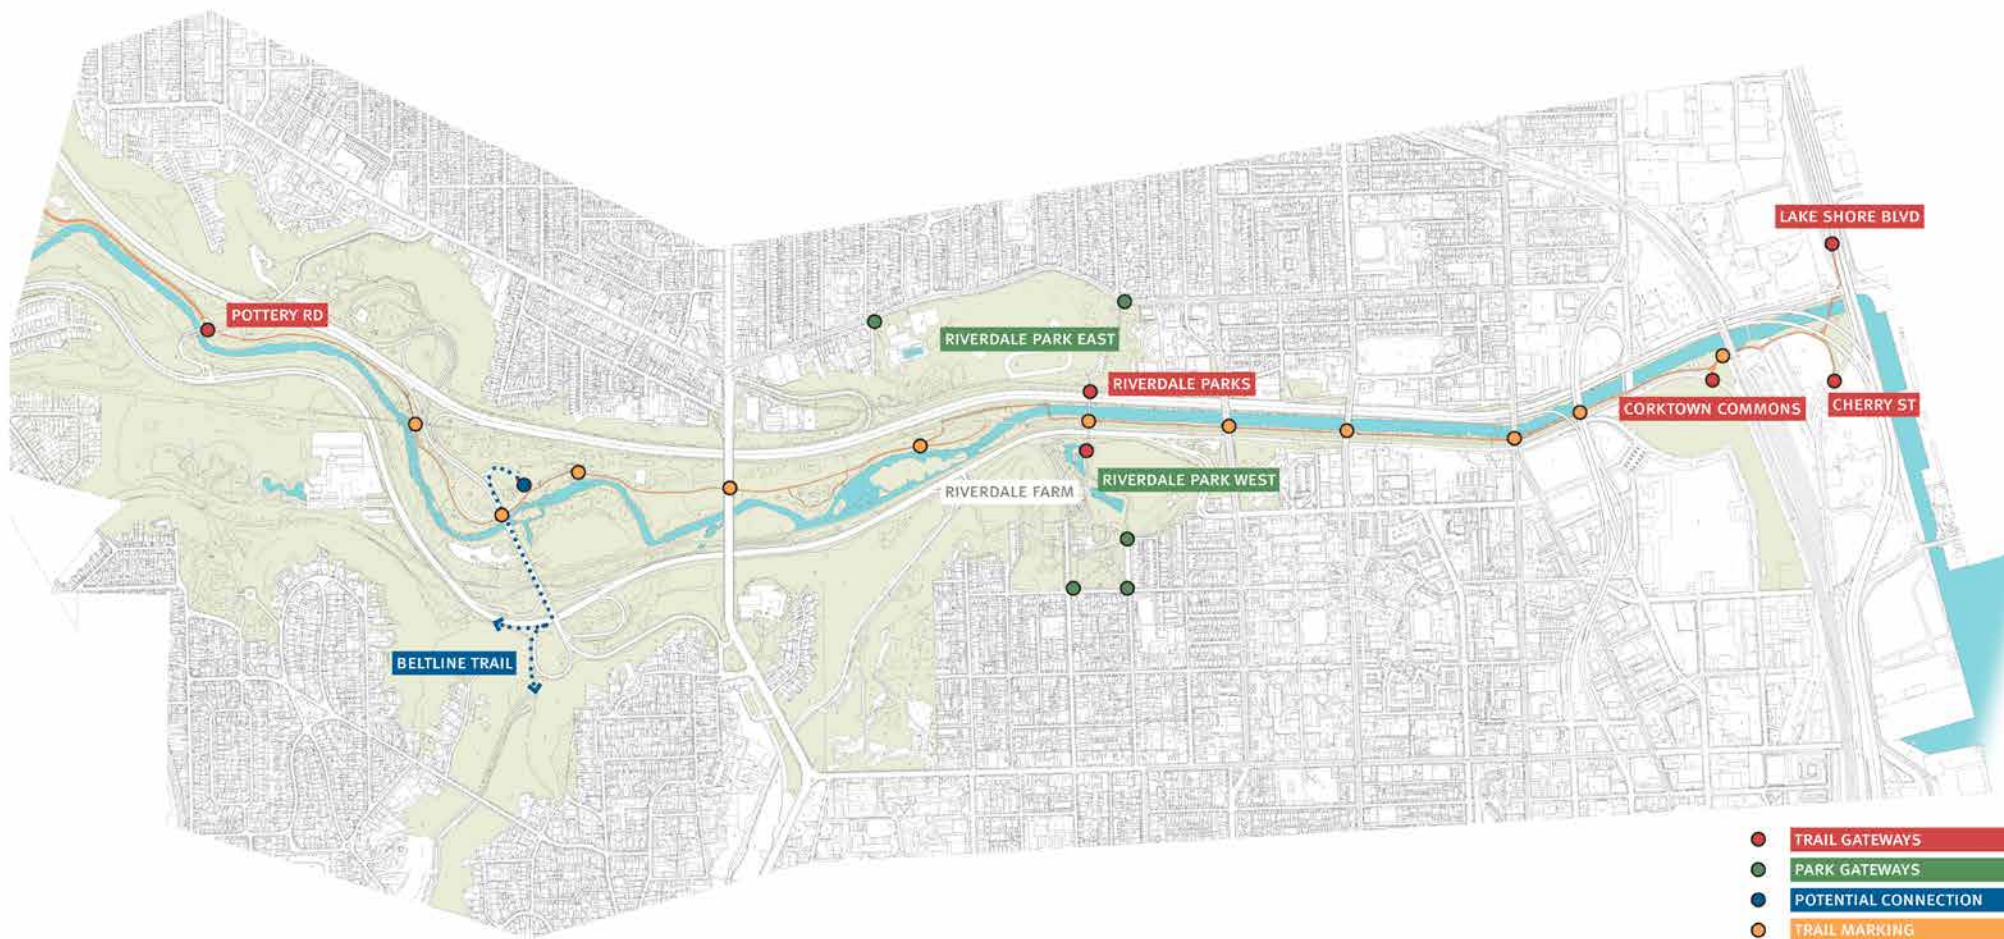 LAKE SHORE BLVD
POTTERY RD
RIVERDALE PARK EAST
RIVERDALE PARKS
CORKTOWN COMMONS
CHERRY ST
RIVERDALE FARM
RIVERDALE PARK WEST
BELTLINE TRAIL
TRAIL GATEWAYS
PARK GATEWAYS
POTENTIAL CONNECTION
TRAIL MARKING